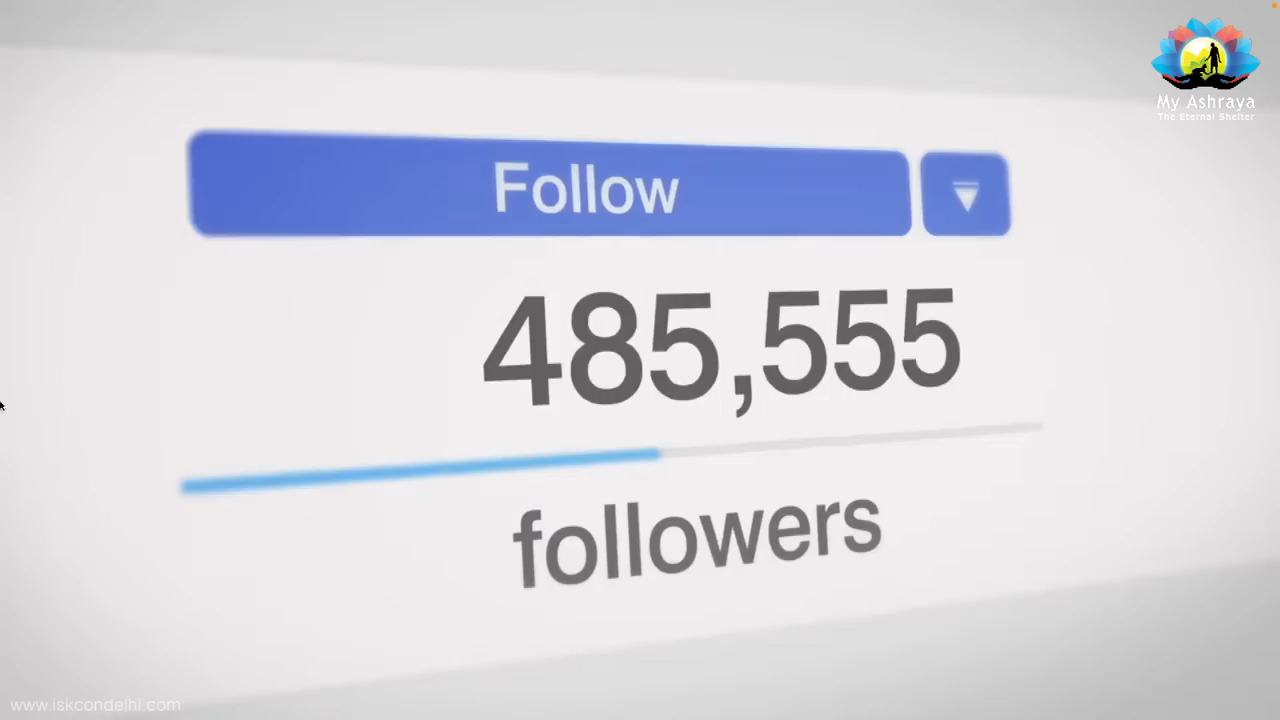 My Ashraya
The Eternal Shelter
Follow
485,555
followers
www.iskcondelhi.com